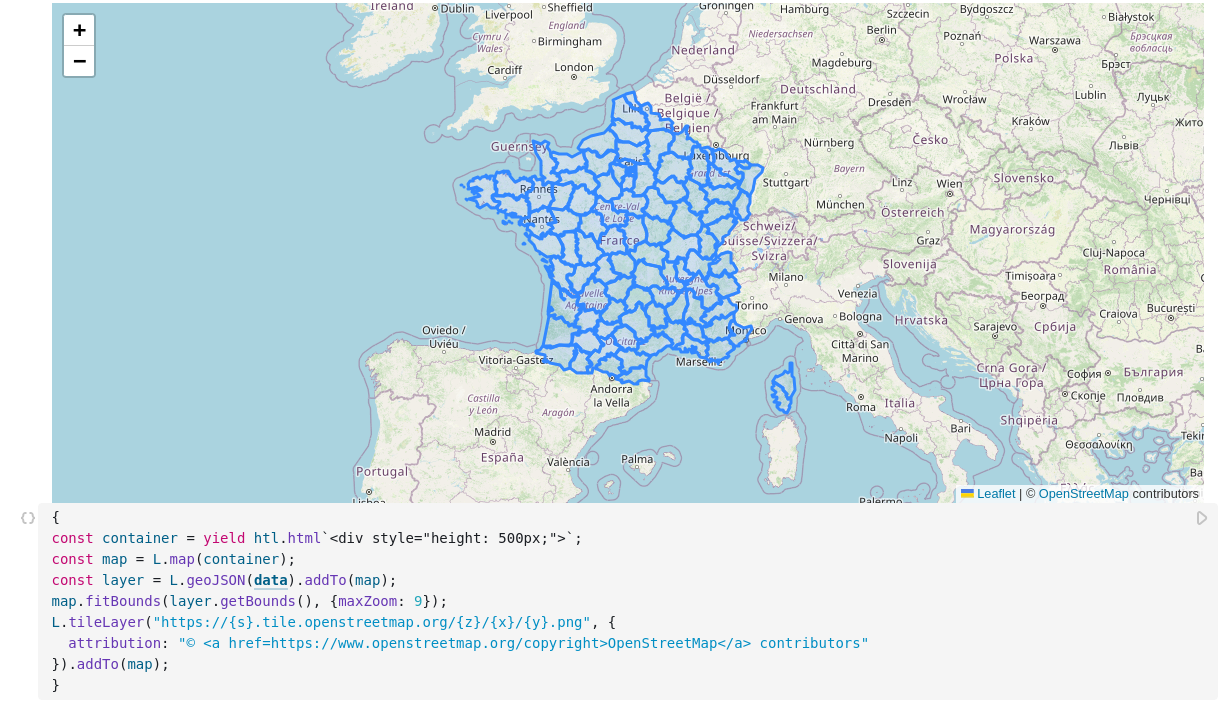 +
−
Ireland
Dublin
Liverpool
Sheffield
England
Cymru /
Wales
Birmingham
Cardiff
London
Groningen
Hamburg
Szczecin
Bydgoszcz
Białystok
Niedersachsen
Berlin
Poznań
Warszawa
Брэсцкая
вобласць
Nederland
Magdeburg
Polska
Брэст
Düsseldorf
Deutschland
België /
Belgique /
Belgien
Frankfurt
am Main
Dresden
Wrocław
Lublin
Луцьк
Kraków
Жито
Guernsey
Nürnberg
Česko
Львів
Luxembourg
Grand Est
Paris
Bayern
Stuttgart
Linz
Wien
Slovensko
Чернівці
Rennes
München
Österreich
Centre-Val
de Loire
Nantes
France
Schweiz/
Suisse/Svizzera/
Svizra
Graz
Magyarország
Cluj-Napoca
România
Slovenija
Milano
Timișoara
Auvergne
Rhône-Alpes
Nouvelle
Aquitaine
Torino
Venezia
Београд
București
Genova
Bologna
Hrvatska
Sarajevo
Србија
Craiova
Oviedo /
Uviéu
Occitanie
Monaco
Città di San
Marino
Vitoria-Gasteiz
Marseille
Crna Gora /
Црна Гора
София
България
Andorra
la Vella
Скопје
Пловдив
Castilla
y León
Aragón
Roma
Italia
Shqipëria
Madrid
Napoli
Bari
Θεσσαλονίκη
España
València
Palma
Portugal
Lisboa
Palermo
Leaflet | © OpenStreetMap contributors
{
const container = yield htl.html`<div style="height: 500px;">`;
const map = L.map(container);
const layer = L.geoJSON(data).addTo(map);
map.fitBounds(layer.getBounds(), {maxZoom: 9});
L.tileLayer("https://{s}.tile.openstreetmap.org/{z}/{x}/{y}.png", {
  attribution: "© <a href=https://www.openstreetmap.org/copyright>OpenStreetMap</a> contributors"
}).addTo(map);
}